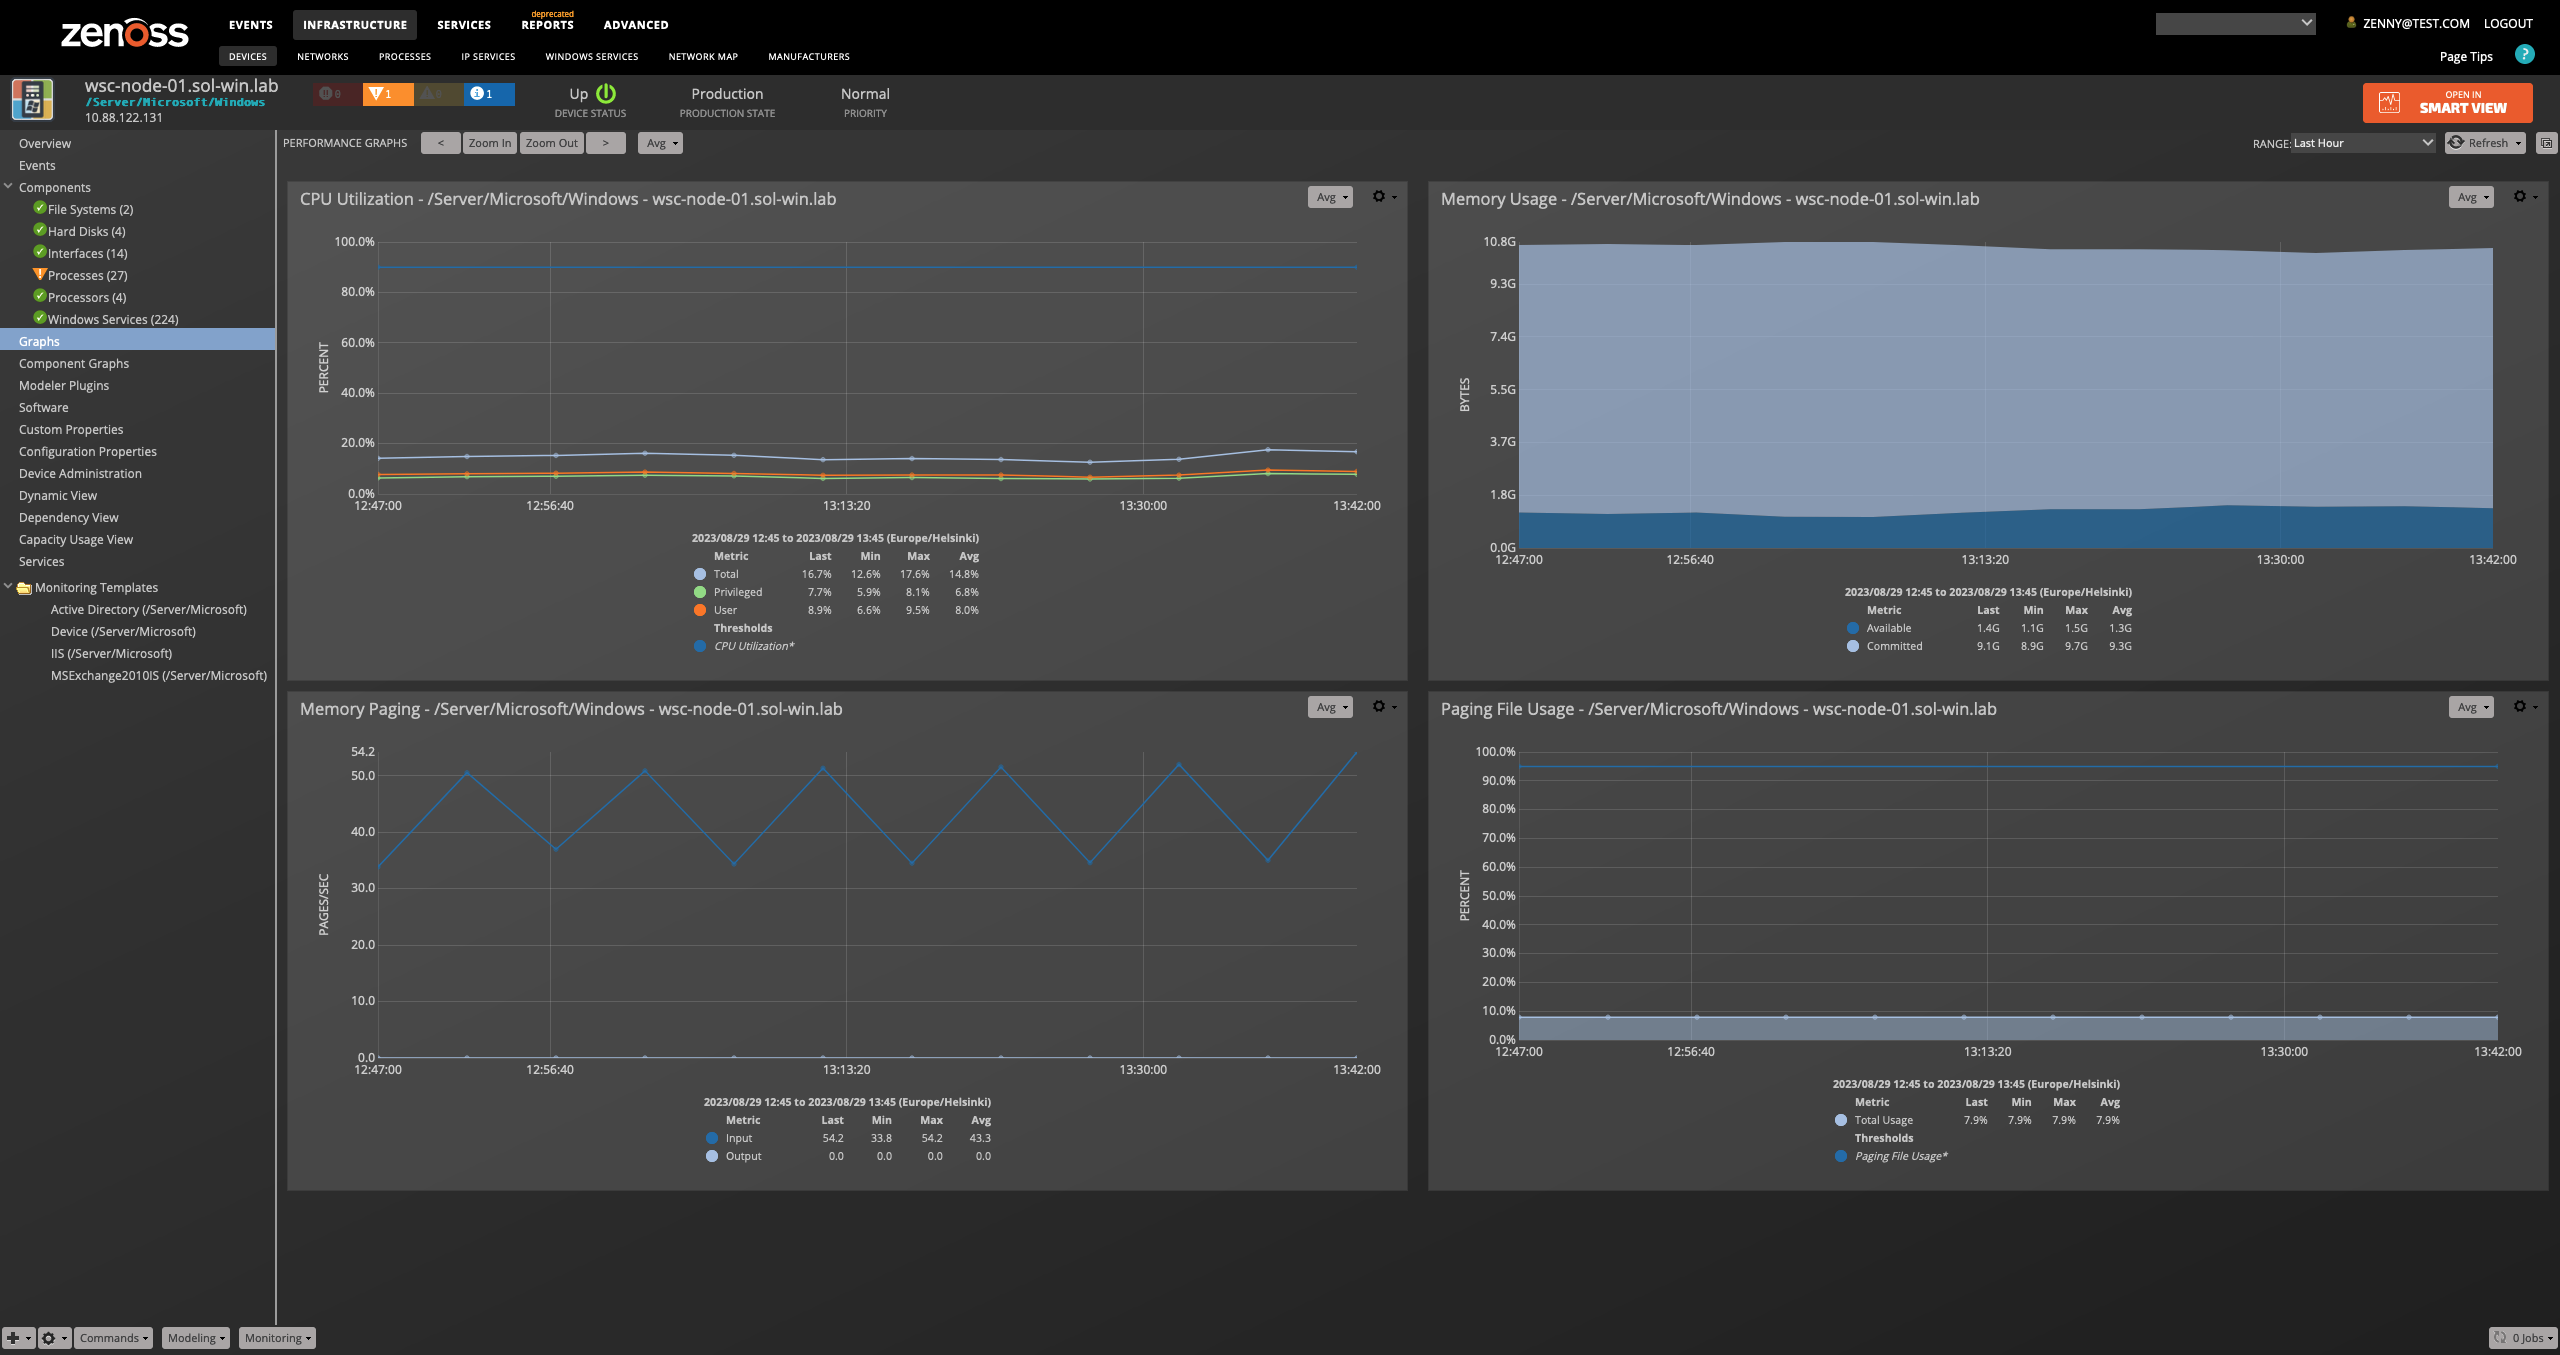 zenoss
EVENTS INFRASTRUCTURE SERVICES deprecated REPORTS ADVANCED
ZENNY@TEST.COM LOGOUT
DEVICES NETWORKS PROCESSES IP SERVICES WINDOWS SERVICES NETWORK MAP MANUFACTURERS
Page Tips ?
wsc-node-01.sol-win.lab
/Server/Microsoft/Windows
10.88.122.131
0 1 0 1
Up Production Normal
DEVICE STATUS PRODUCTION STATE PRIORITY
OPEN IN
SMART VIEW
Overview
Events
Components
File Systems (2)
Hard Disks (4)
Interfaces (14)
Processes (27)
Processors (4)
Windows Services (224)
Graphs
Component Graphs
Modeler Plugins
Software
Custom Properties
Configuration Properties
Device Administration
Dynamic View
Dependency View
Capacity Usage View
Services
Monitoring Templates
Active Directory (/Server/Microsoft)
Device (/Server/Microsoft)
IIS (/Server/Microsoft)
MSExchange2010IS (/Server/Microsoft)
PERFORMANCE GRAPHS < Zoom In Zoom Out > Avg
RANGE: Last Hour Refresh
CPU Utilization - /Server/Microsoft/Windows - wsc-node-01.sol-win.lab Avg
100.0%
80.0%
60.0%
40.0%
20.0%
0.0%
PERCENT
12:47:00 12:56:40 13:13:20 13:30:00 13:42:00
2023/08/29 12:45 to 2023/08/29 13:45 (Europe/Helsinki)
Metric Last Min Max Avg
Total 16.7% 12.6% 17.6% 14.8%
Privileged 7.7% 5.9% 8.1% 6.8%
User 8.9% 6.6% 9.5% 8.0%
Thresholds
CPU Utilization*
Memory Usage - /Server/Microsoft/Windows - wsc-node-01.sol-win.lab Avg
10.8G
9.3G
7.4G
5.5G
3.7G
1.8G
0.0G
BYTES
12:47:00 12:56:40 13:13:20 13:30:00 13:42:00
2023/08/29 12:45 to 2023/08/29 13:45 (Europe/Helsinki)
Metric Last Min Max Avg
Available 1.4G 1.1G 1.5G 1.3G
Committed 9.1G 8.9G 9.7G 9.3G
Memory Paging - /Server/Microsoft/Windows - wsc-node-01.sol-win.lab Avg
54.2
50.0
40.0
30.0
20.0
10.0
0.0
PAGES/SEC
12:47:00 12:56:40 13:13:20 13:30:00 13:42:00
2023/08/29 12:45 to 2023/08/29 13:45 (Europe/Helsinki)
Metric Last Min Max Avg
Input 54.2 33.8 54.2 43.3
Output 0.0 0.0 0.0 0.0
Paging File Usage - /Server/Microsoft/Windows - wsc-node-01.sol-win.lab Avg
100.0%
90.0%
80.0%
70.0%
60.0%
50.0%
40.0%
30.0%
20.0%
10.0%
0.0%
PERCENT
12:47:00 12:56:40 13:13:20 13:30:00 13:42:00
2023/08/29 12:45 to 2023/08/29 13:45 (Europe/Helsinki)
Metric Last Min Max Avg
Total Usage 7.9% 7.9% 7.9% 7.9%
Thresholds
Paging File Usage*
Commands Modeling Monitoring
0 Jobs